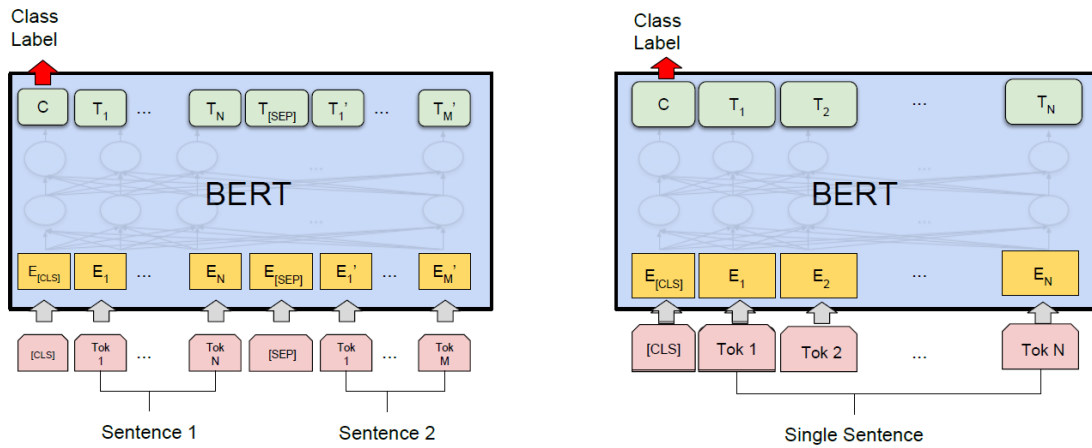 Class
Label
C T1 ... TN T[SEP] T1' ... TM'
...
BERT
...
E[CLS] E1 ... EN E[SEP] E1' ... EM'
[CLS] Tok 1 ... Tok N [SEP] Tok 1 ... Tok M
Sentence 1 Sentence 2
Class
Label
C T1 T2 ... TN
...
BERT
...
E[CLS] E1 E2 ... EN
[CLS] Tok 1 Tok 2 ... Tok N
Single Sentence